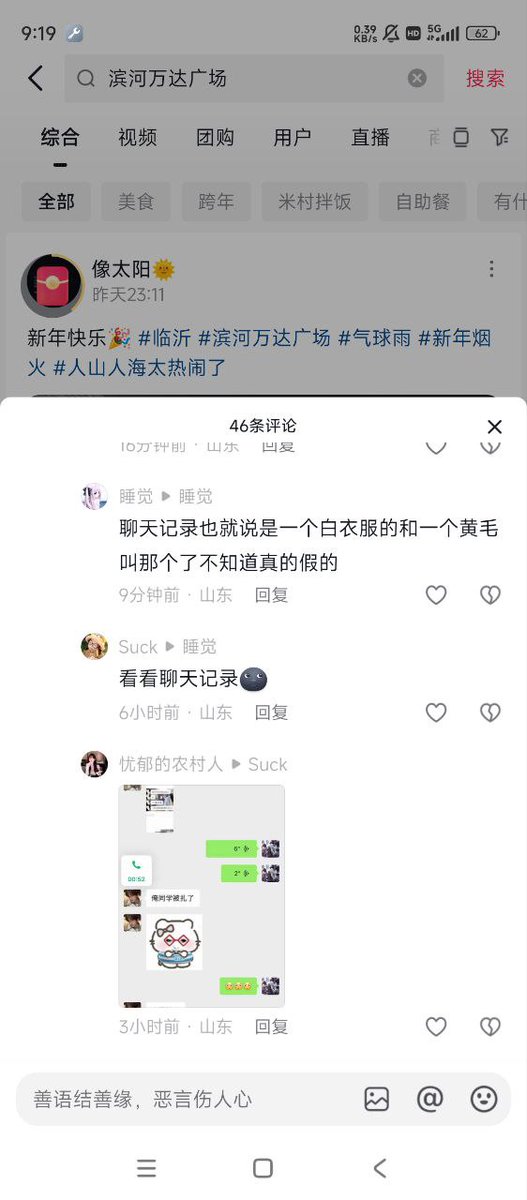 9:19
0.39 KB/s HD 5G 62
滨河万达广场
搜索
综合 视频 团购 用户 直播 商
全部 美食 跨年 米村拌饭 自助餐 有什
像太阳🌞
昨天23:11
新年快乐🎉 #临沂 #滨河万达广场 #气球雨 #新年烟
火 #人山人海太热闹了
46条评论
16分钟前 · 山东 回复
睡觉 ▶ 睡觉
聊天记录也就说是一个白衣服的和一个黄毛
叫那个了不知道真的假的
9分钟前 · 山东 回复
Suck ▶ 睡觉
看看聊天记录🌚
6小时前 · 山东 回复
忧郁的农村人 ▶ Suck
6"
2"
00:52
俺同学被扎了
3小时前 · 山东 回复
善语结善缘，恶言伤人心